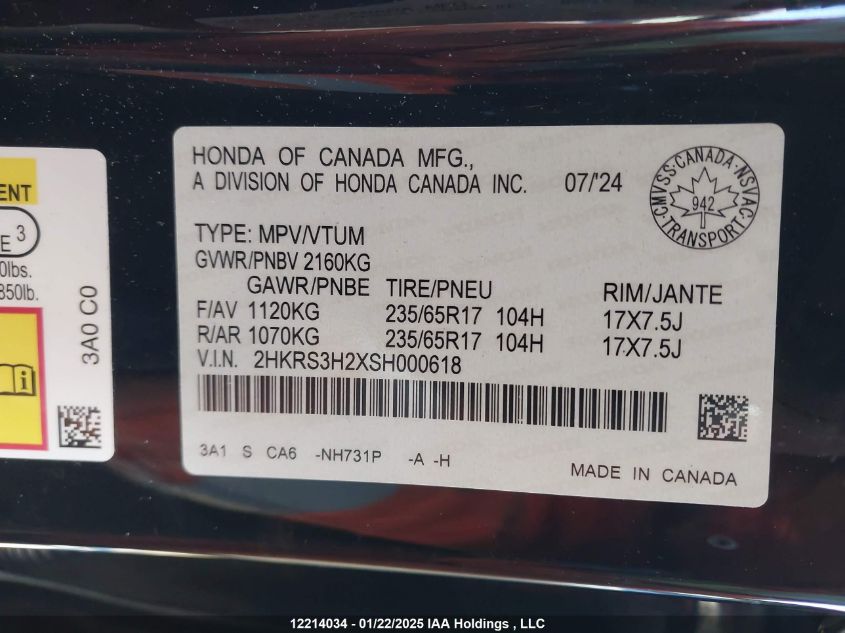 ENT
E 3
0lbs.
850lb.
3A0 C0
HONDA OF CANADA MFG.,
A DIVISION OF HONDA CANADA INC. 07/'24
CMVSS·CANADA·NSVAC·TRANSPORT·
942
TYPE: MPV/VTUM
GVWR/PNBV 2160KG
GAWR/PNBE TIRE/PNEU RIM/JANTE
F/AV 1120KG 235/65R17 104H 17X7.5J
R/AR 1070KG 235/65R17 104H 17X7.5J
V.I.N. 2HKRS3H2XSH000618
3A1 S CA6 -NH731P -A -H
MADE IN CANADA
12214034 - 01/22/2025 IAA Holdings , LLC